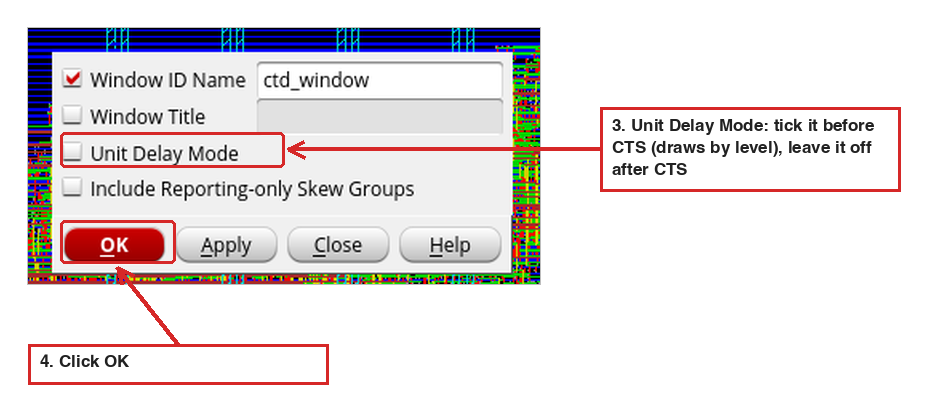 Window ID Name ctd_window
Window Title
Unit Delay Mode
Include Reporting-only Skew Groups
OK Apply Close Help
3. Unit Delay Mode: tick it before
CTS (draws by level), leave it off
after CTS
4. Click OK